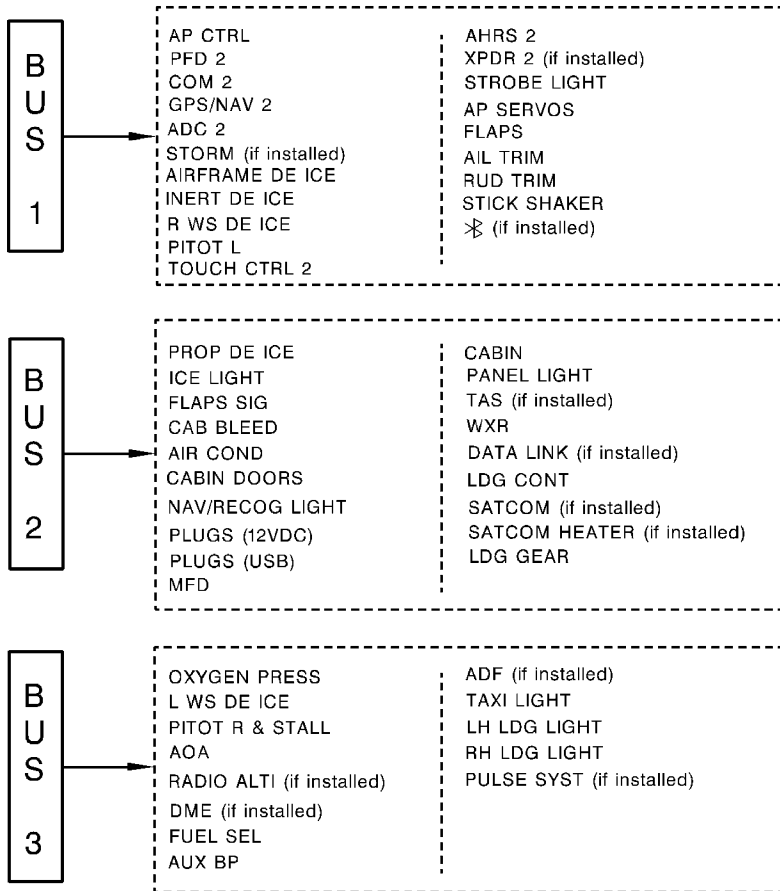 BUS 1
AP CTRL
PFD 2
COM 2
GPS/NAV 2
ADC 2
STORM (if installed)
AIRFRAME DE ICE
INERT DE ICE
R WS DE ICE
PITOT L
TOUCH CTRL 2
AHRS 2
XPDR 2 (if installed)
STROBE LIGHT
AP SERVOS
FLAPS
AIL TRIM
RUD TRIM
STICK SHAKER
(if installed)
BUS 2
PROP DE ICE
ICE LIGHT
FLAPS SIG
CAB BLEED
AIR COND
CABIN DOORS
NAV/RECOG LIGHT
PLUGS (12VDC)
PLUGS (USB)
MFD
CABIN
PANEL LIGHT
TAS (if installed)
WXR
DATA LINK (if installed)
LDG CONT
SATCOM (if installed)
SATCOM HEATER (if installed)
LDG GEAR
BUS 3
OXYGEN PRESS
L WS DE ICE
PITOT R & STALL
AOA
RADIO ALTI (if installed)
DME (if installed)
FUEL SEL
AUX BP
ADF (if installed)
TAXI LIGHT
LH LDG LIGHT
RH LDG LIGHT
PULSE SYST (if installed)